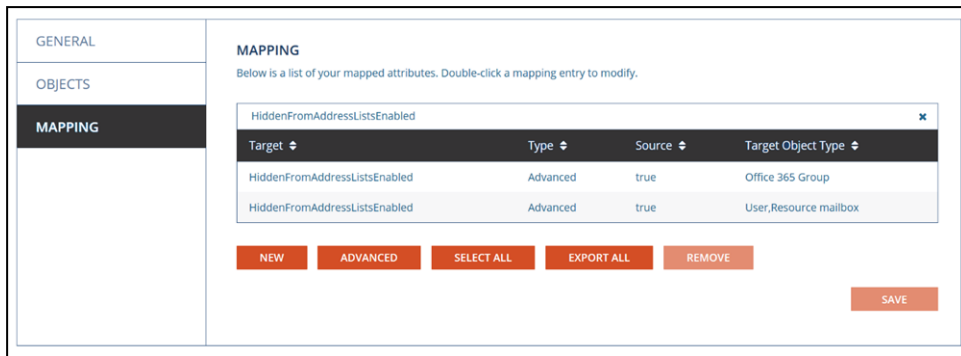 GENERAL
OBJECTS
MAPPING
MAPPING
Below is a list of your mapped attributes. Double-click a mapping entry to modify.
HiddenFromAddressListsEnabled
Target Type Source Target Object Type
HiddenFromAddressListsEnabled Advanced true Office 365 Group
HiddenFromAddressListsEnabled Advanced true User,Resource mailbox
NEW ADVANCED SELECT ALL EXPORT ALL REMOVE
SAVE